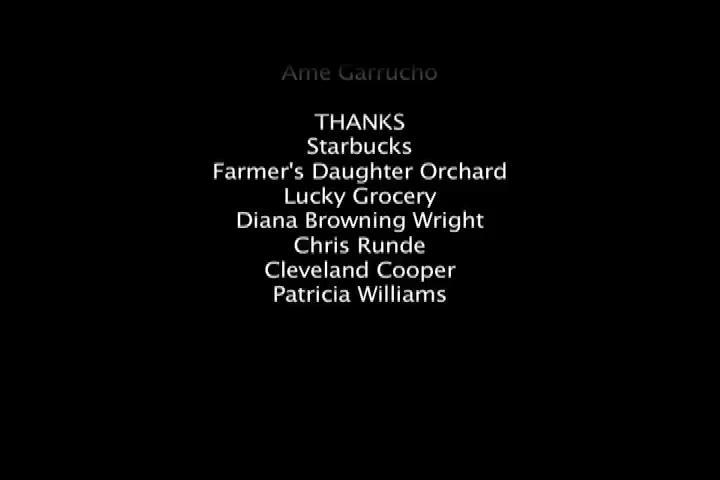 Ame Garrucho
THANKS
Starbucks
Farmer's Daughter Orchard
Lucky Grocery
Diana Browning Wright
Chris Runde
Cleveland Cooper
Patricia Williams